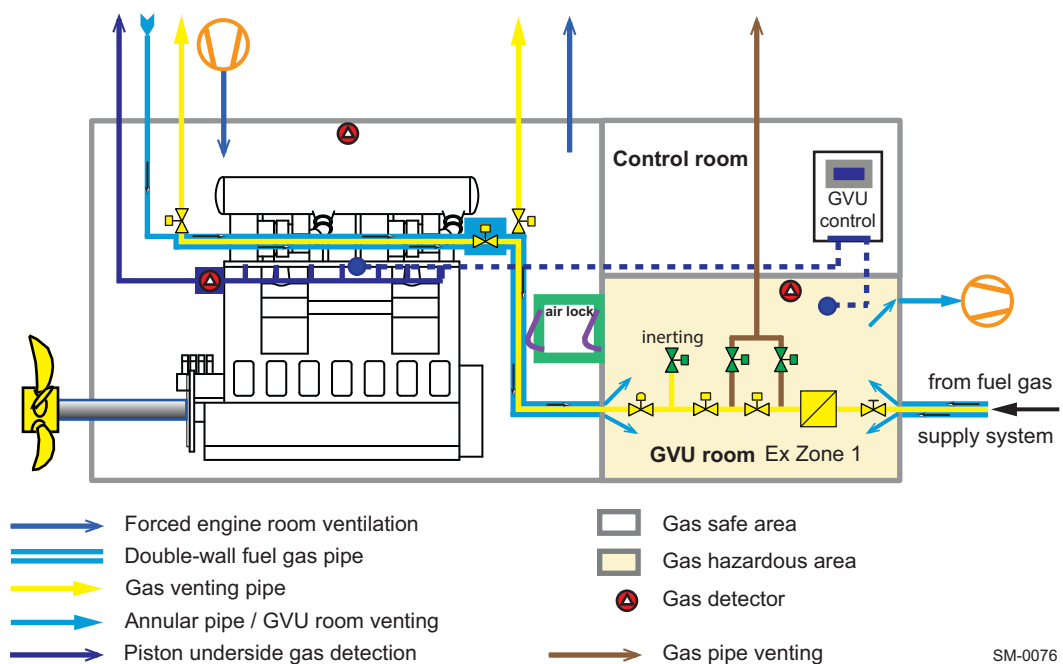 Control room
GVU
control
air lock
inerting
from fuel gas
supply system
GVU room Ex Zone 1
Forced engine room ventilation
Double-wall fuel gas pipe
Gas venting pipe
Annular pipe / GVU room venting
Piston underside gas detection
Gas safe area
Gas hazardous area
Gas detector
Gas pipe venting
SM-0076